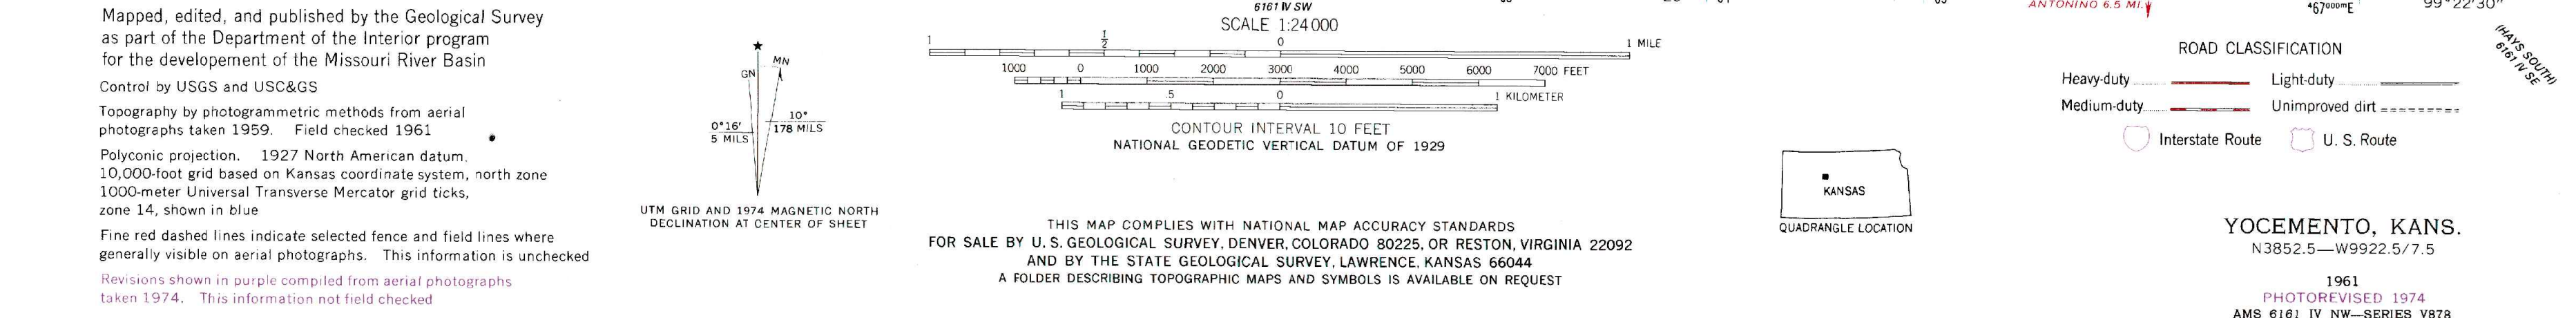 Mapped, edited, and published by the Geological Survey
as part of the Department of the Interior program
for the developement of the Missouri River Basin
Control by USGS and USC&GS
Topography by photogrammetric methods from aerial
photographs taken 1959. Field checked 1961
Polyconic projection. 1927 North American datum.
10,000-foot grid based on Kansas coordinate system, north zone
1000-meter Universal Transverse Mercator grid ticks,
zone 14, shown in blue
Fine red dashed lines indicate selected fence and field lines where
generally visible on aerial photographs. This information is unchecked
Revisions shown in purple compiled from aerial photographs
taken 1974. This information not field checked
★
GN
MN
0°16'
5 MILS
10°
178 MILS
UTM GRID AND 1974 MAGNETIC NORTH
DECLINATION AT CENTER OF SHEET
6161 IV SW
SCALE 1:24000
1 ½ 0 1 MILE
1000 0 1000 2000 3000 4000 5000 6000 7000 FEET
1 .5 0 1 KILOMETER
CONTOUR INTERVAL 10 FEET
NATIONAL GEODETIC VERTICAL DATUM OF 1929
THIS MAP COMPLIES WITH NATIONAL MAP ACCURACY STANDARDS
FOR SALE BY U. S. GEOLOGICAL SURVEY, DENVER, COLORADO 80225, OR RESTON, VIRGINIA 22092
AND BY THE STATE GEOLOGICAL SURVEY, LAWRENCE, KANSAS 66044
A FOLDER DESCRIBING TOPOGRAPHIC MAPS AND SYMBOLS IS AVAILABLE ON REQUEST
KANSAS
QUADRANGLE LOCATION
ANTONINO 6.5 MI.
⁴67⁰⁰⁰ᵐE
99°22'30"
(HAYS SOUTH)
6161 IV SE
ROAD CLASSIFICATION
Heavy-duty
Light-duty
Medium-duty
Unimproved dirt
Interstate Route
U. S. Route
YOCEMENTO, KANS.
N3852.5—W9922.5/7.5
1961
PHOTOREVISED 1974
AMS 6161 IV NW—SERIES V878